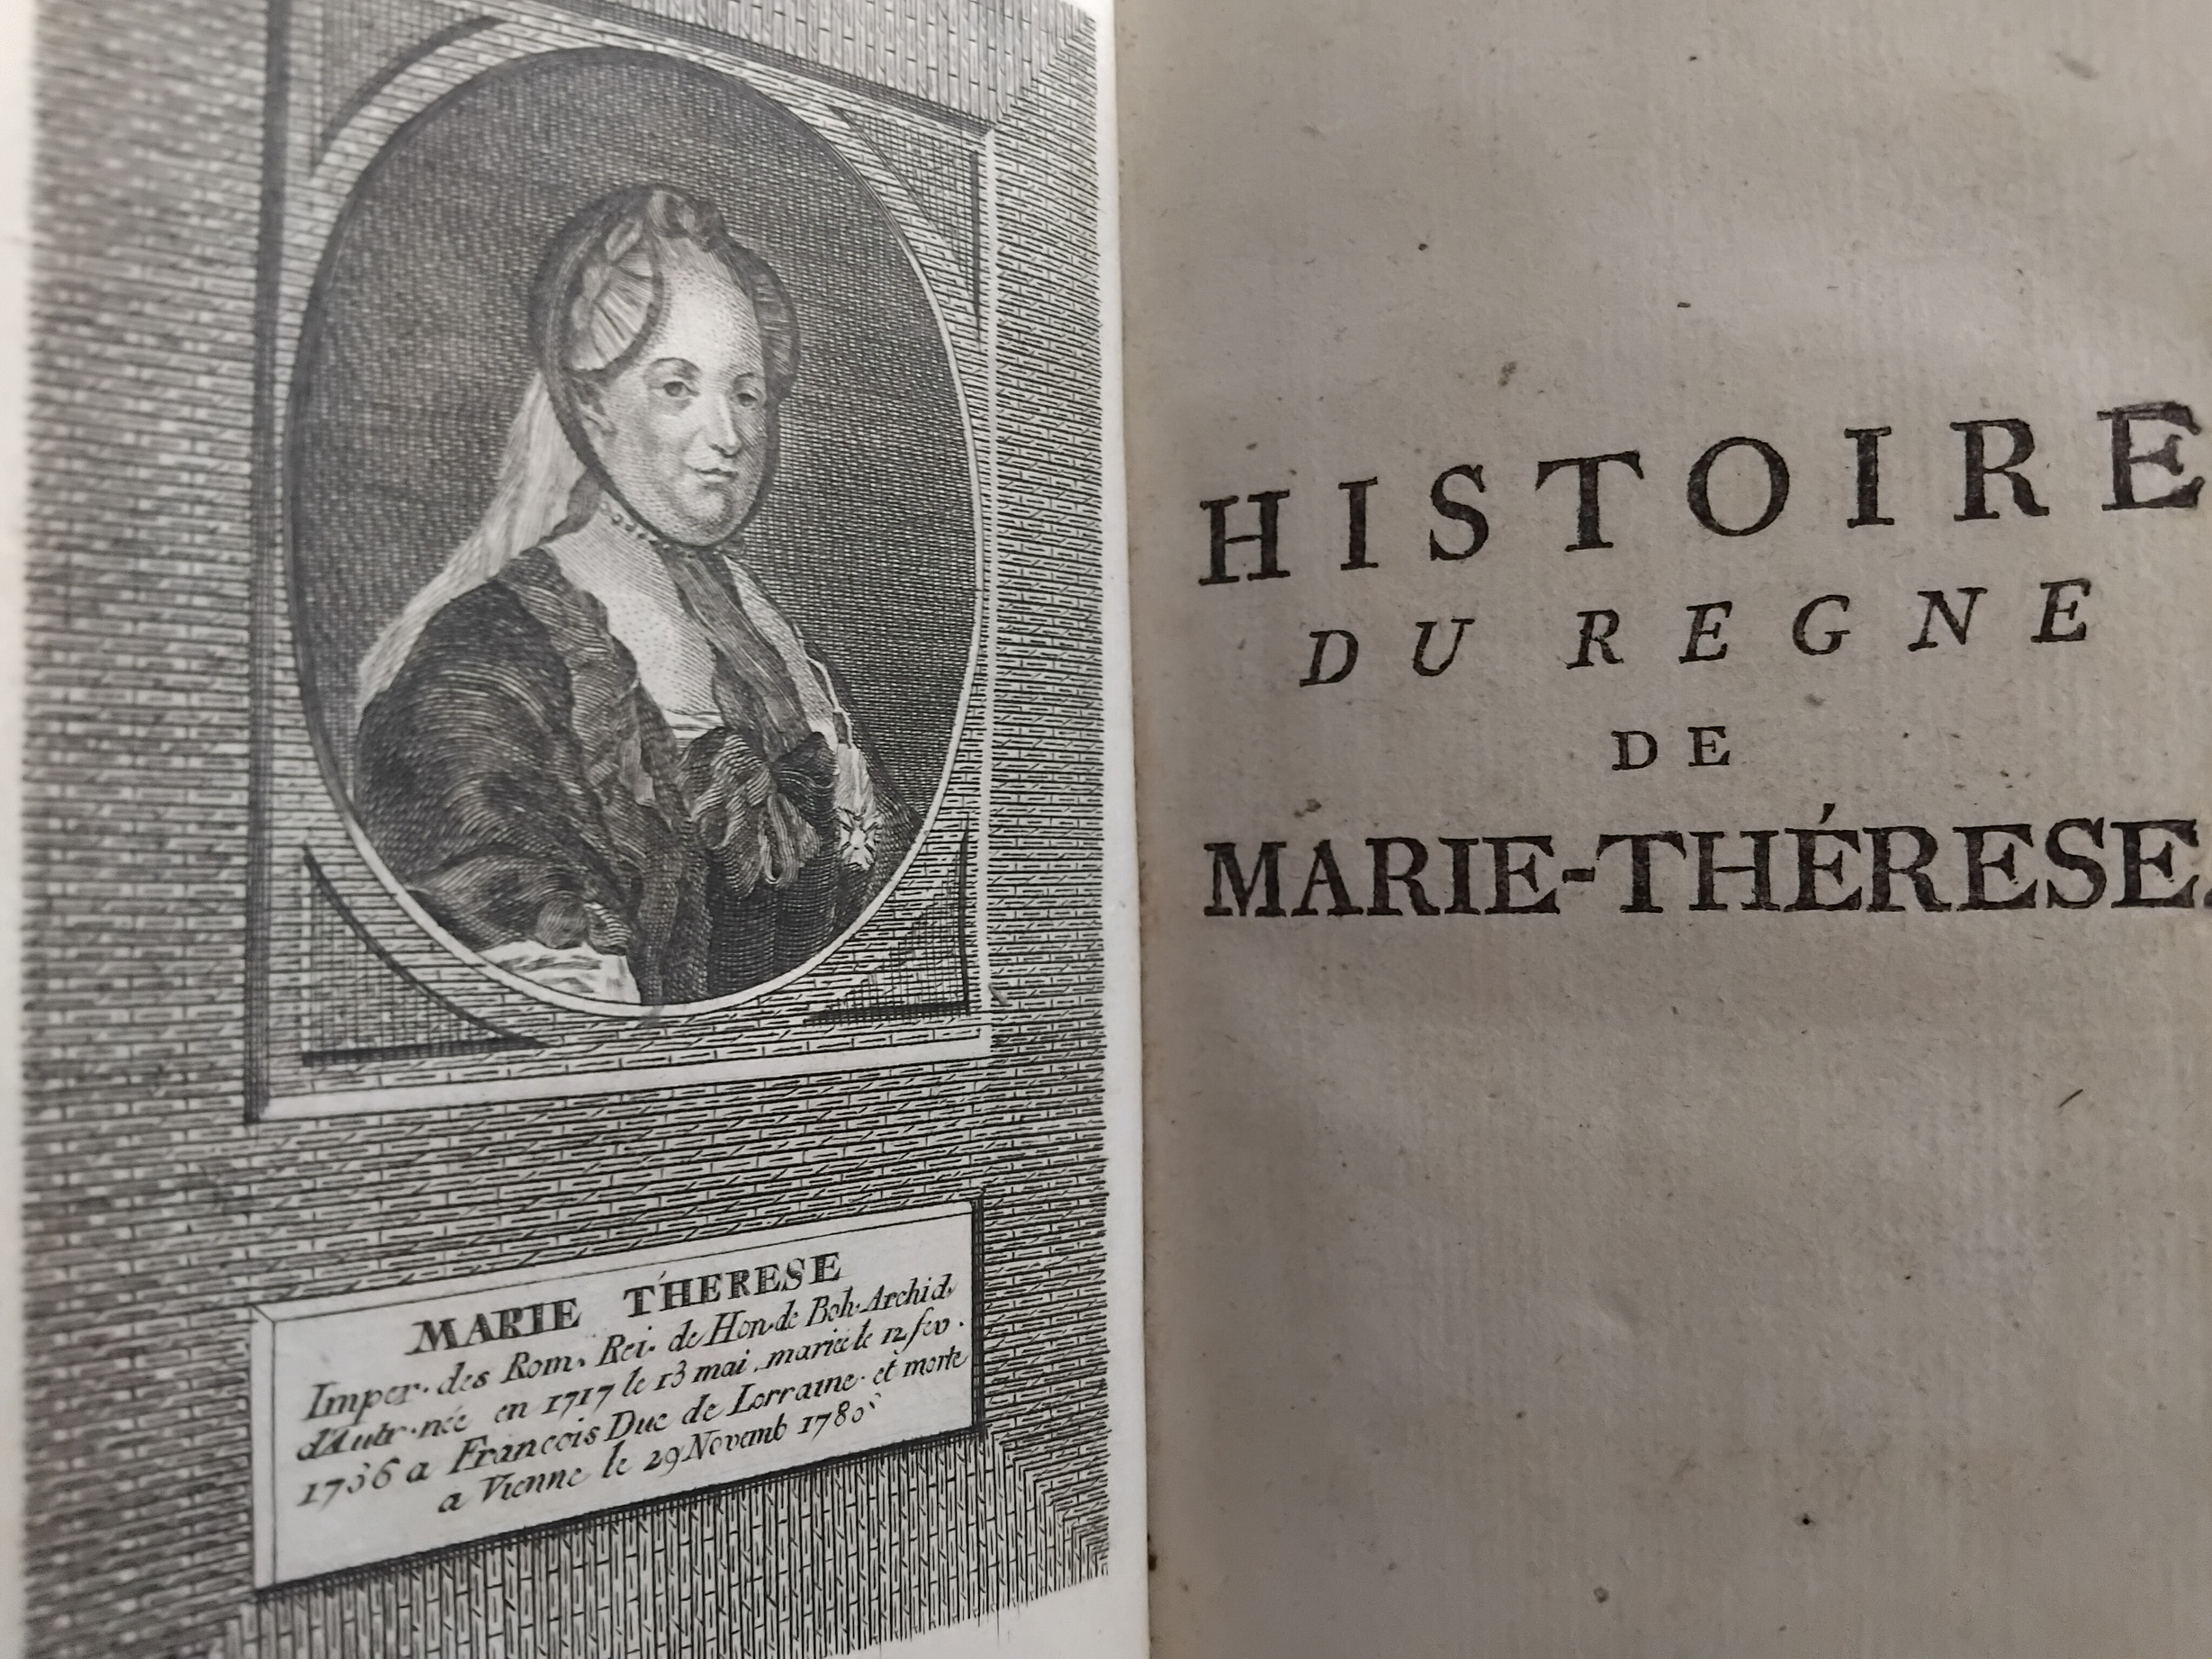 MARIE THERESE
Imper. des Rom. Rei. de Hon. de Boh. Archid.
d'Autr. née en 1717 le 13 mai. mariée le 12 fev.
1736 a François Duc de Lorraine. et morte
a Vienne le 29 Novemb 1780
HISTOIRE
DU REGNE
DE
MARIE-THÉRESE.